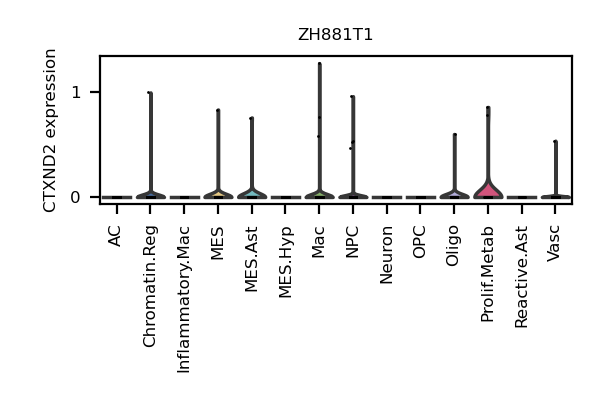 ZH881T1
CTXND2 expression
1
0
AC
Chromatin.Reg
Inflammatory.Mac
MES
MES.Ast
MES.Hyp
Mac
NPC
Neuron
OPC
Oligo
Prolif.Metab
Reactive.Ast
Vasc